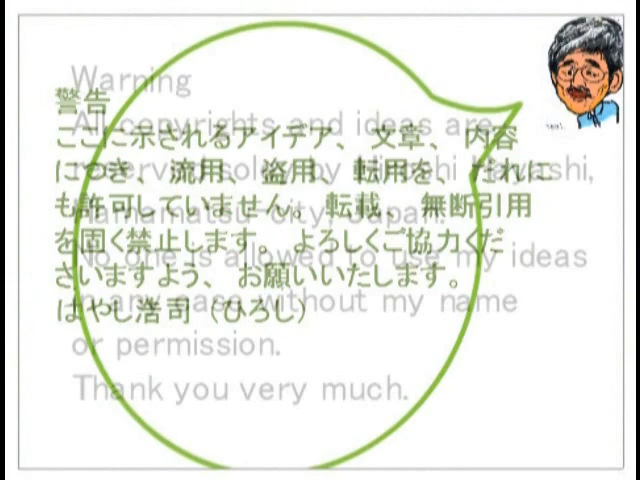 Warning
All copyrights and ideas are
reserved solely by Hiroshi Hayashi,
Hamamatsu-city, Japan.
No one is allowed to use my ideas
in any case without my name
or permission.
Thank you very much.
警告
ここに示されるアイデア、文章、内容
につき、流用、盗用、転用を、だれに
も許可していません。転載、無断引用
を固く禁止します。よろしくご協力くだ
さいますよう、お願いいたします。
はやし浩司（ひろし）